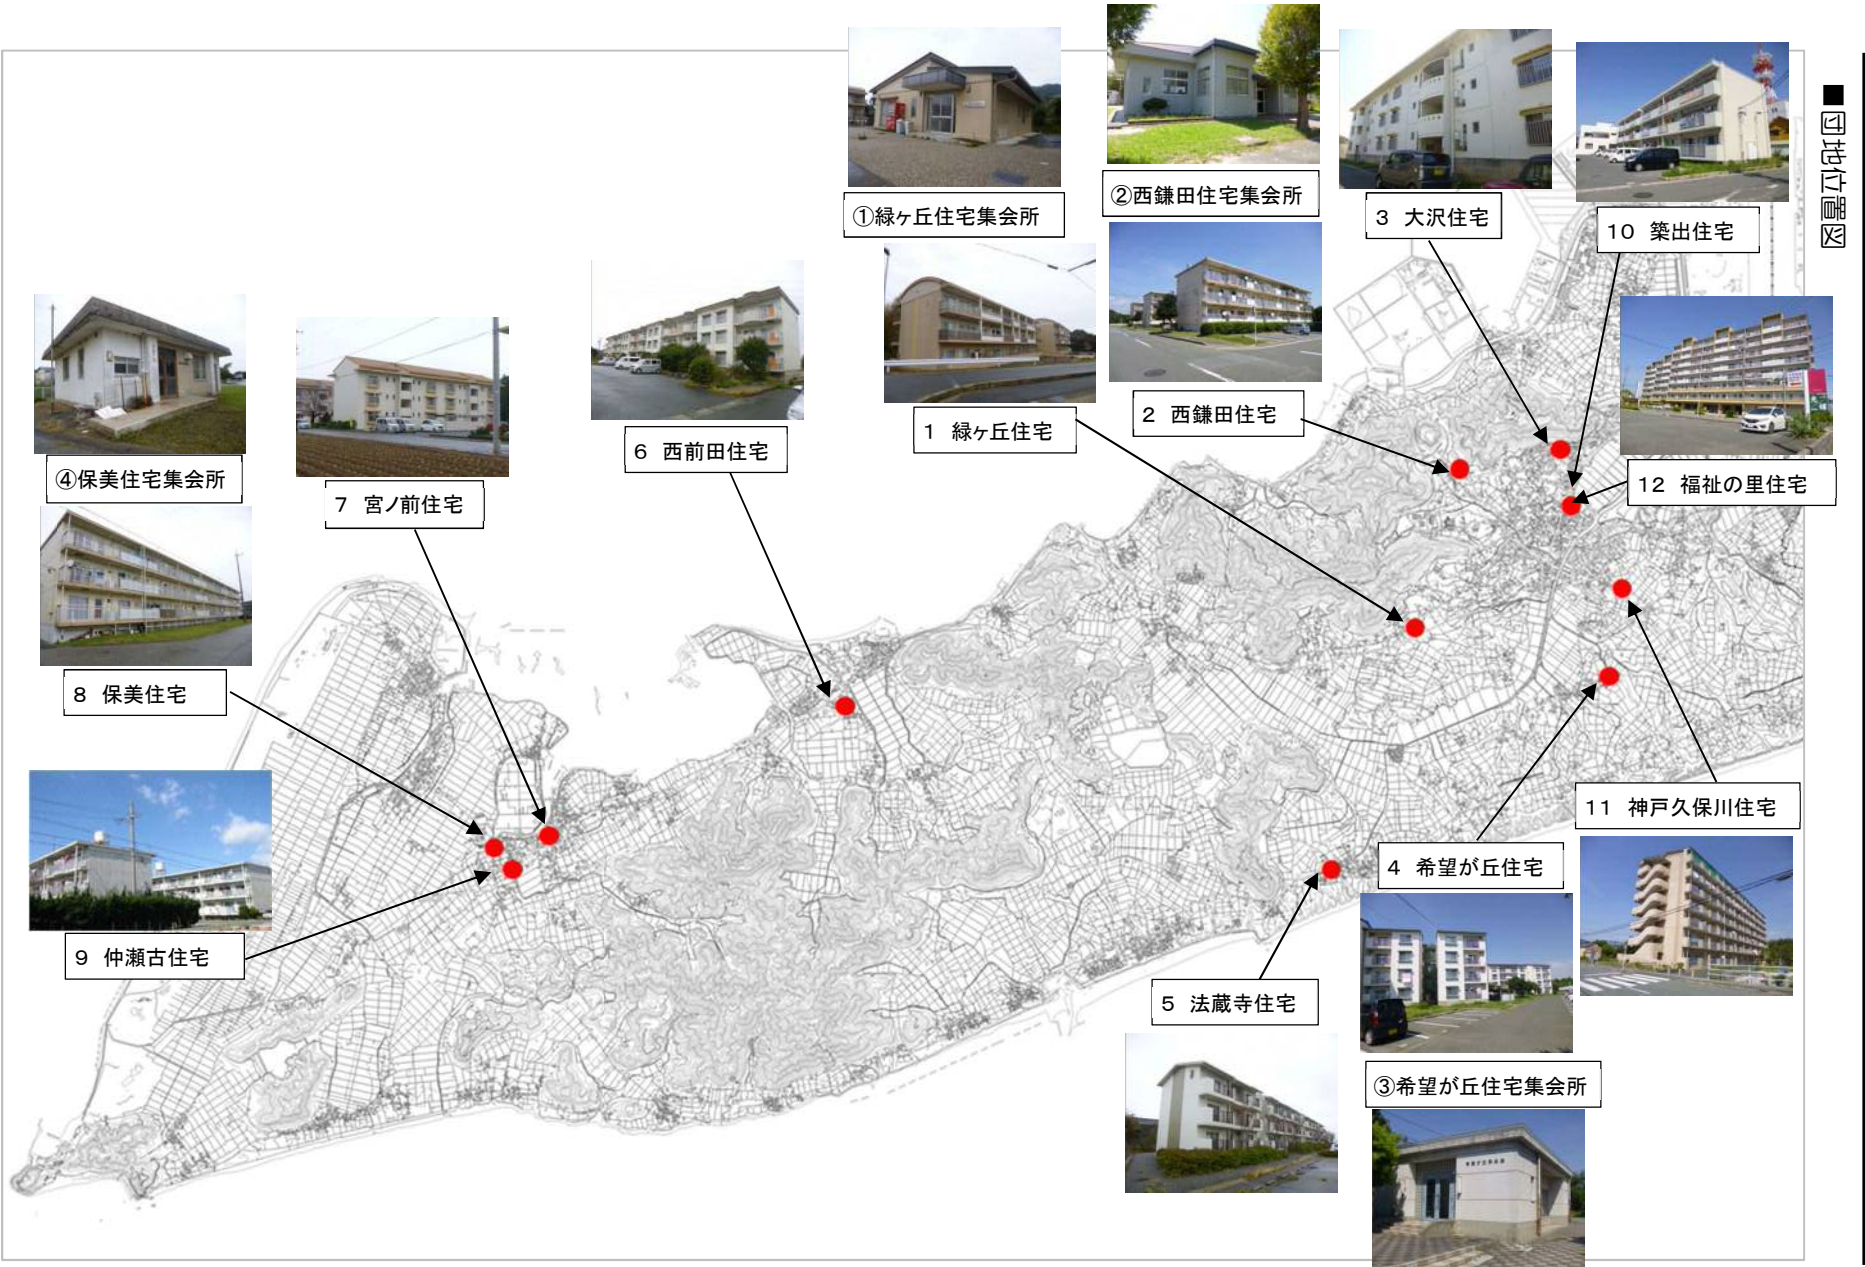 ■団地位置図
①緑ヶ丘住宅集会所
②西鎌田住宅集会所
3 大沢住宅
10 築出住宅
④保美住宅集会所
7 宮ノ前住宅
6 西前田住宅
1 緑ヶ丘住宅
2 西鎌田住宅
12 福祉の里住宅
8 保美住宅
9 仲瀬古住宅
11 神戸久保川住宅
4 希望が丘住宅
5 法蔵寺住宅
③希望が丘住宅集会所